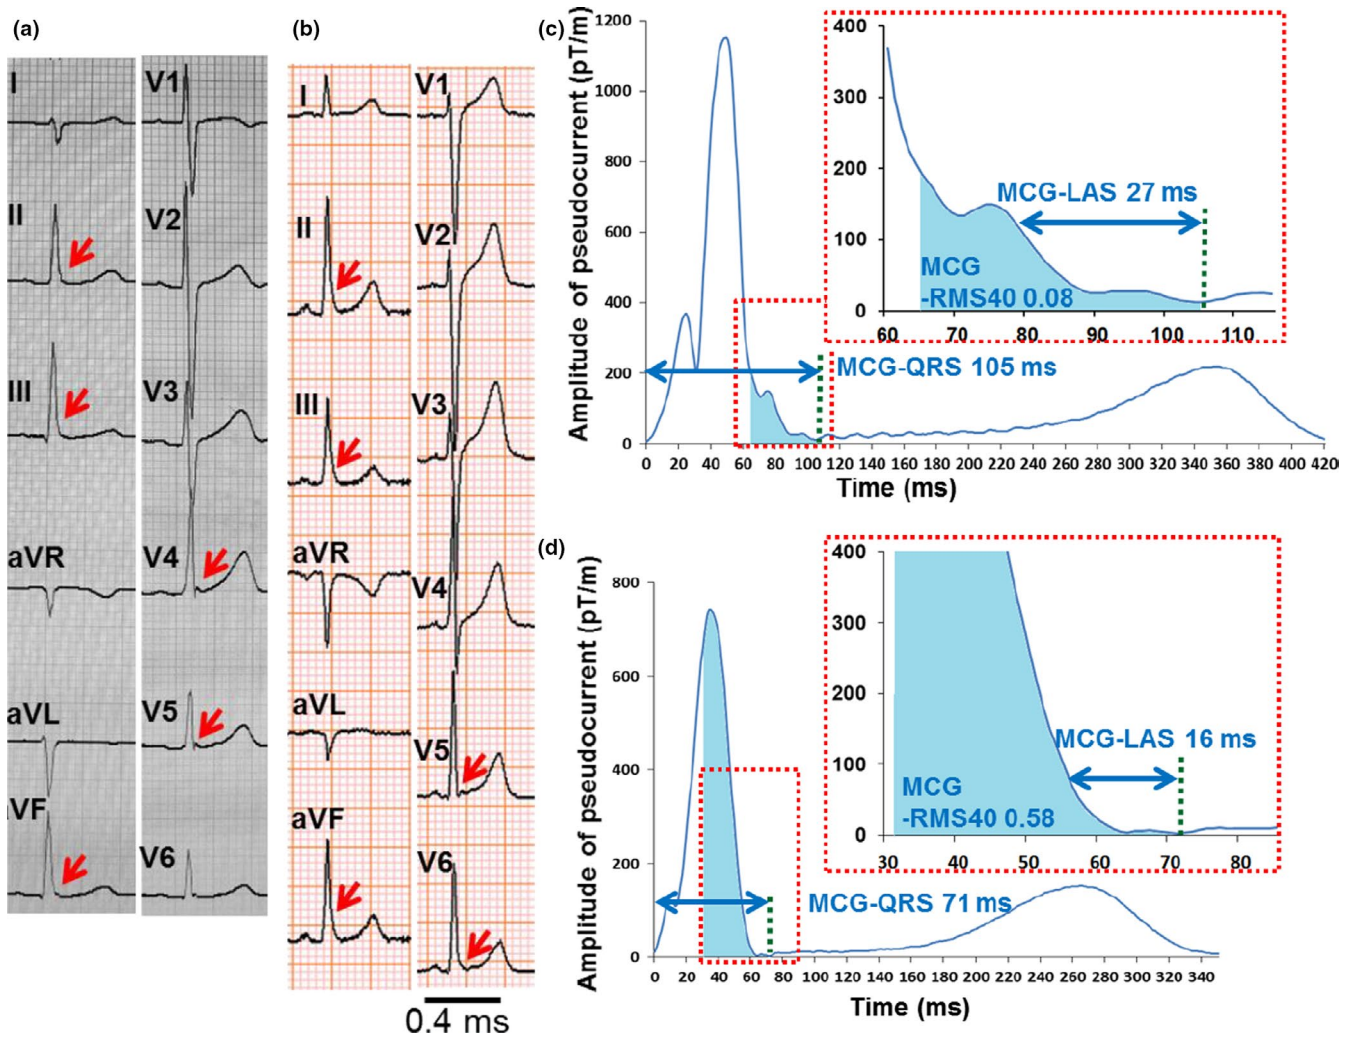 (a)
I
II
III
aVR
aVL
aVF
V1
V2
V3
V4
V5
V6
(b)
I
II
III
aVR
aVL
aVF
V1
V2
V3
V4
V5
V6
0.4 ms
(c)
Amplitude of pseudocurrent (pT/m)
1200
1000
800
600
400
200
0
0 20 40 60 80 100 120 140 160 180 200 220 240 260 280 300 320 340 360 380 400 420
Time (ms)
MCG-QRS 105 ms
400
300
200
100
0
60 70 80 90 100 110
MCG-LAS 27 ms
MCG
-RMS40 0.08
(d)
Amplitude of pseudocurrent (pT/m)
800
600
400
200
0
0 20 40 60 80 100 120 140 160 180 200 220 240 260 280 300 320 340
Time (ms)
MCG-QRS 71 ms
400
300
200
100
0
30 40 50 60 70 80
MCG-LAS 16 ms
MCG
-RMS40 0.58